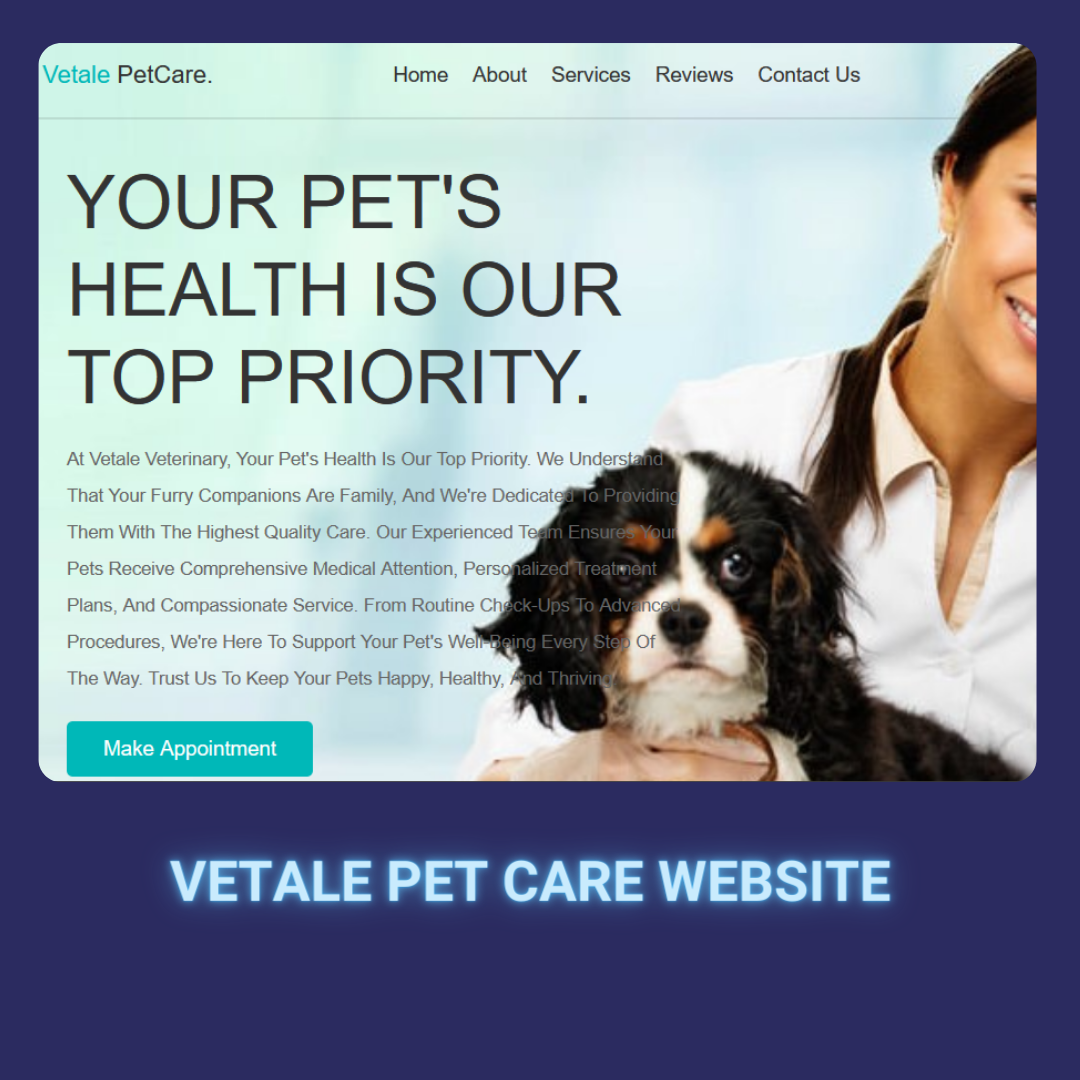 Vetale PetCare.
Home About Services Reviews Contact Us
YOUR PET'S
HEALTH IS OUR
TOP PRIORITY.
At Vetale Veterinary, Your Pet's Health Is Our Top Priority. We Understand
That Your Furry Companions Are Family, And We're Dedicated To Providing
Them With The Highest Quality Care. Our Experienced Team Ensures Your
Pets Receive Comprehensive Medical Attention, Personalized Treatment
Plans, And Compassionate Service. From Routine Check-Ups To Advanced
Procedures, We're Here To Support Your Pet's Well-Being Every Step Of
The Way. Trust Us To Keep Your Pets Happy, Healthy, And Thriving.
Make Appointment
VETALE PET CARE WEBSITE